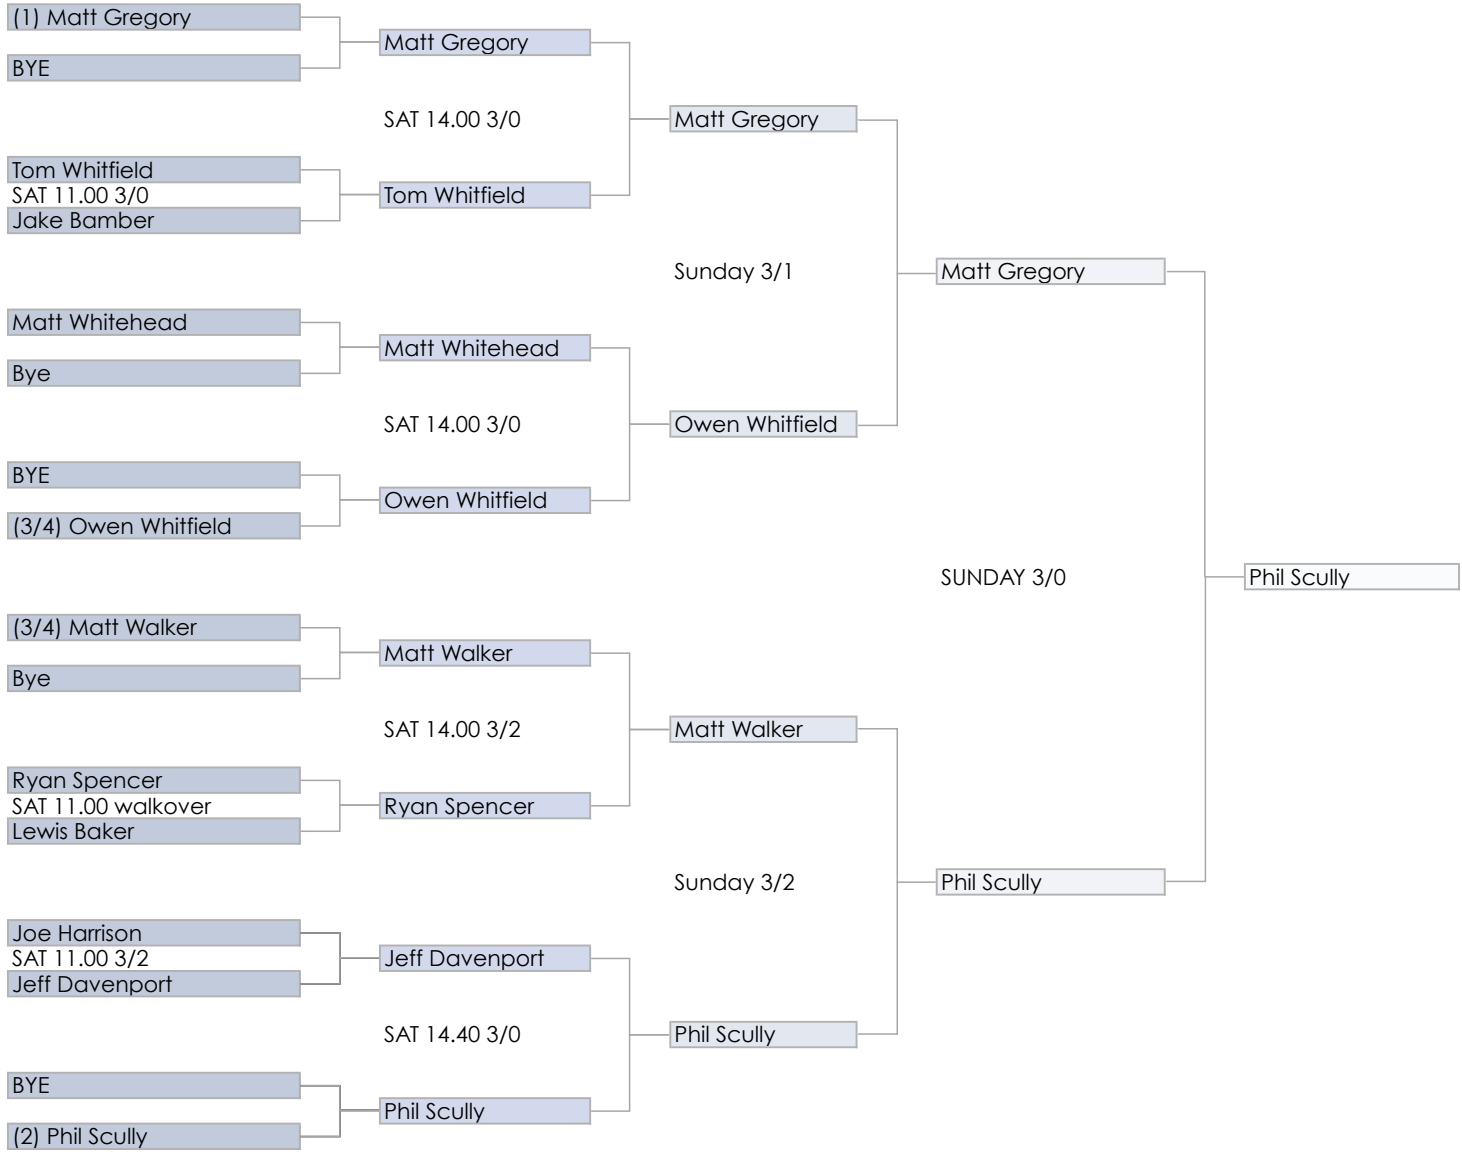 (1) Matt Gregory
BYE
Tom Whitfield
SAT 11.00 3/0
Jake Bamber
Matt Whitehead
Bye
BYE
(3/4) Owen Whitfield
(3/4) Matt Walker
Bye
Ryan Spencer
SAT 11.00 walkover
Lewis Baker
Joe Harrison
SAT 11.00 3/2
Jeff Davenport
BYE
(2) Phil Scully
Matt Gregory
SAT 14.00 3/0
Tom Whitfield
Matt Whitehead
SAT 14.00 3/0
Owen Whitfield
Matt Walker
SAT 14.00 3/2
Ryan Spencer
Jeff Davenport
SAT 14.40 3/0
Phil Scully
Matt Gregory
Sunday 3/1
Owen Whitfield
Matt Walker
Sunday 3/2
Phil Scully
Matt Gregory
SUNDAY 3/0
Phil Scully
Phil Scully